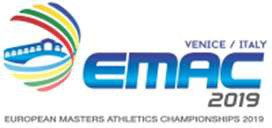 VENICE / ITALY
EMAC
2019
EUROPEAN MASTERS ATHLETICS CHAMPIONSHIPS 2019